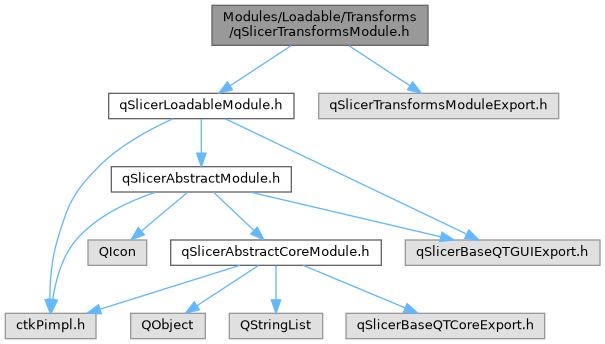 Modules/Loadable/Transforms
/qSlicerTransformsModule.h
qSlicerLoadableModule.h
qSlicerTransformsModuleExport.h
qSlicerAbstractModule.h
QIcon
qSlicerAbstractCoreModule.h
qSlicerBaseQTGUIExport.h
ctkPimpl.h
QObject
QStringList
qSlicerBaseQTCoreExport.h